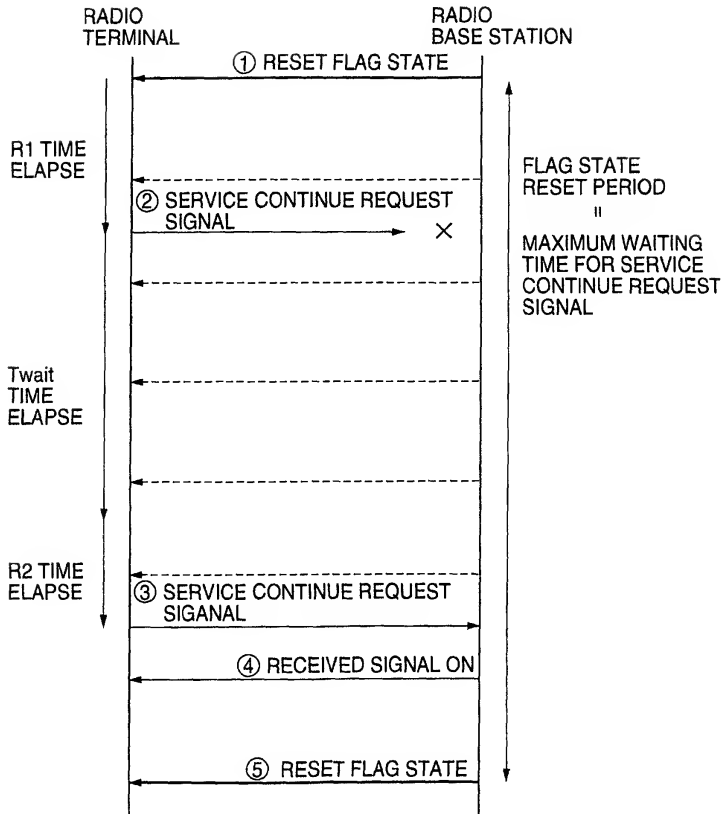 RADIO
TERMINAL
RADIO
BASE STATION
① RESET FLAG STATE
R1 TIME
ELAPSE
FLAG STATE
RESET PERIOD
=
MAXIMUM WAITING
TIME FOR SERVICE
CONTINUE REQUEST
SIGNAL
② SERVICE CONTINUE REQUEST
SIGNAL
×
Twait
TIME
ELAPSE
R2 TIME
ELAPSE
③ SERVICE CONTINUE REQUEST
SIGANAL
④ RECEIVED SIGNAL ON
⑤ RESET FLAG STATE